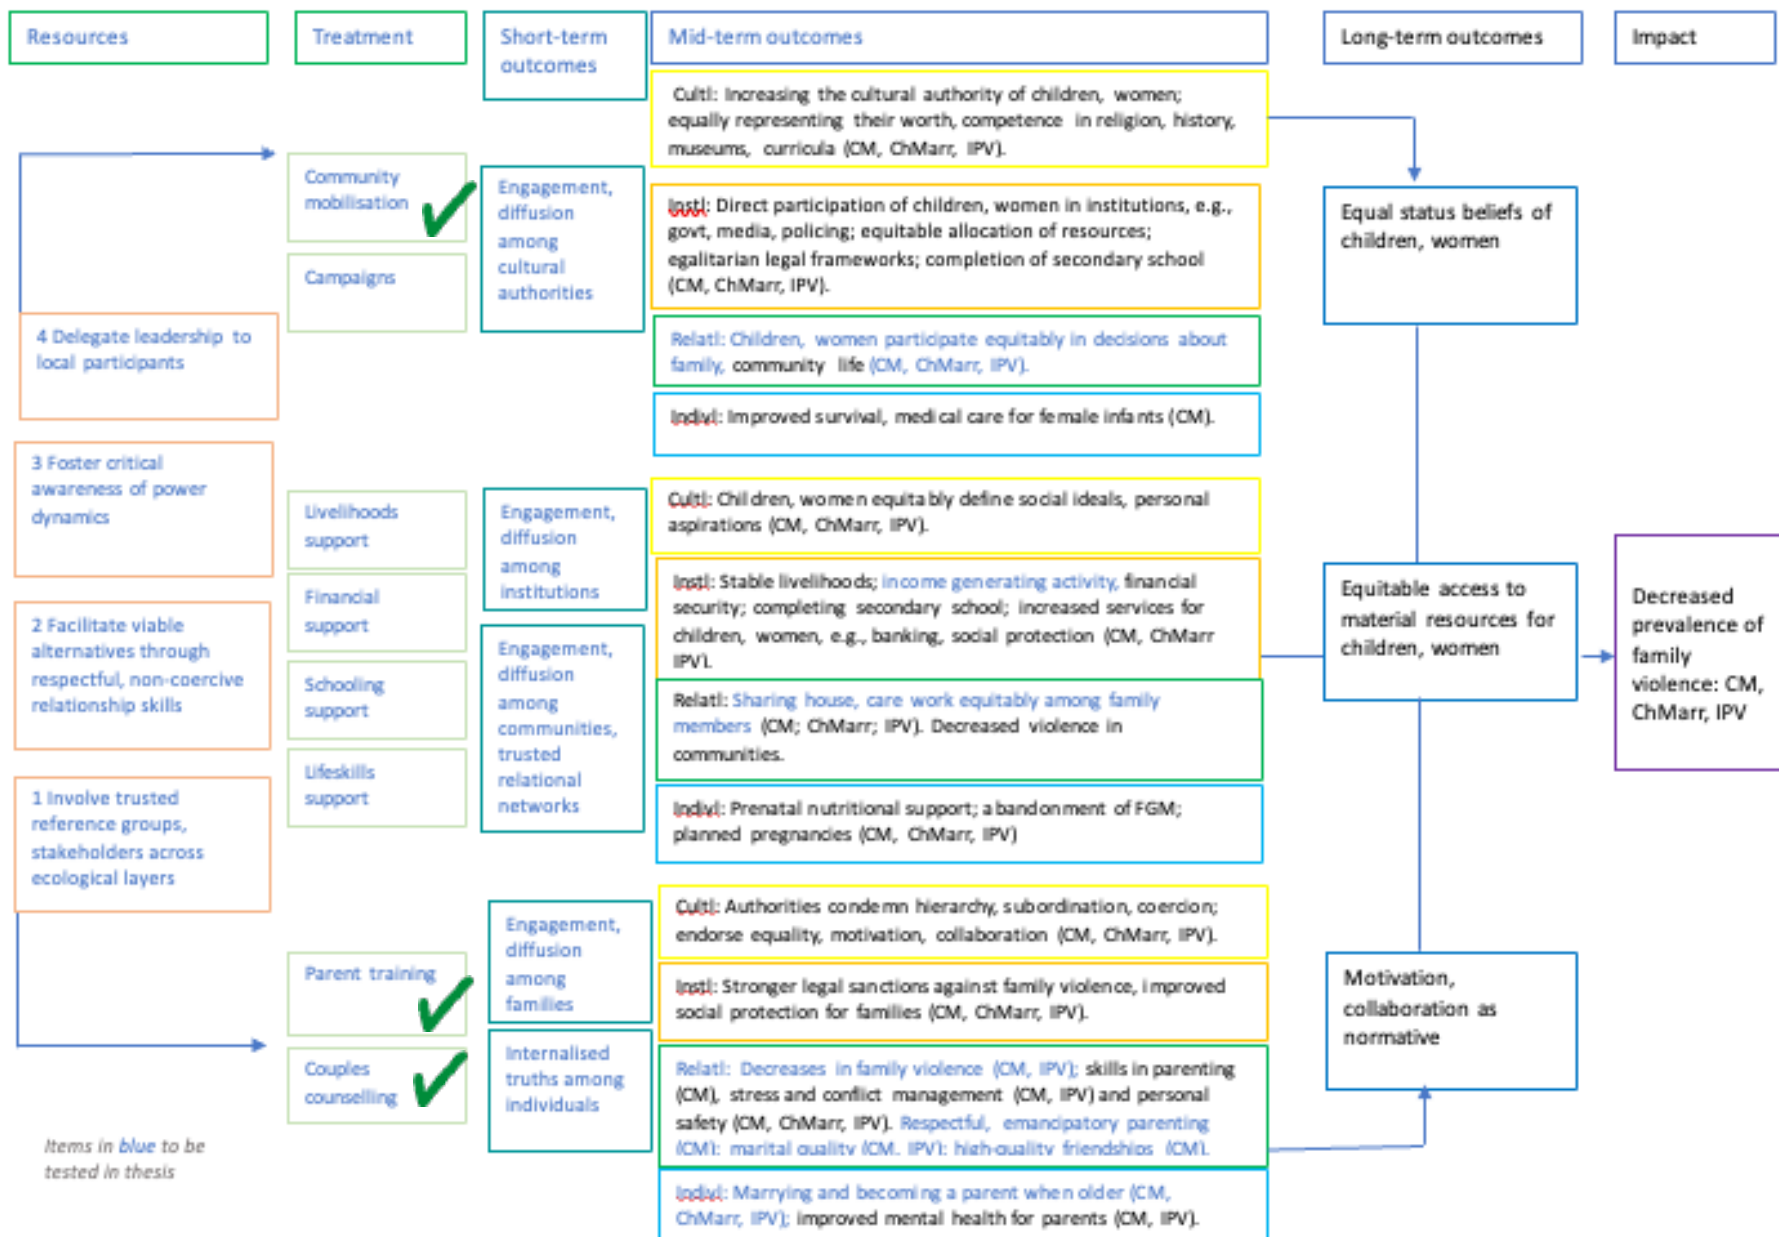 Resources
Treatment
Short-term
outcomes
Mid-term outcomes
Long-term outcomes
Impact
4 Delegate leadership to
local participants
3 Foster critical
awareness of power
dynamics
2 Facilitate viable
alternatives through
respectful, non-coercive
relationship skills
1 Involve trusted
reference groups,
stakeholders across
ecological layers
Items in blue to be
tested in thesis
Community
mobilisation
Campaigns
Livelihoods
support
Financial
support
Schooling
support
Lifeskills
support
Parent training
Couples
counselling
Engagement,
diffusion
among
cultural
authorities
Engagement,
diffusion
among
institutions
Engagement,
diffusion
among
communities,
trusted
relational
networks
Engagement,
diffusion
among
families
Internalised
truths among
individuals
Cultl: Increasing the cultural authority of children, women;
equally representing their worth, competence in religion, history,
museums, curricula (CM, ChMarr, IPV).
Instl: Direct participation of children, women in institutions, e.g.,
govt, media, policing; equitable allocation of resources;
egalitarian legal frameworks; completion of secondary school
(CM, ChMarr, IPV).
Relatl: Children, women participate equitably in decisions about
family, community life (CM, ChMarr, IPV).
Indivl: Improved survival, medical care for female infants (CM).
Cultl: Children, women equitably define social ideals, personal
aspirations (CM, ChMarr, IPV).
Instl: Stable livelihoods; income generating activity, financial
security; completing secondary school; increased services for
children, women, e.g., banking, social protection (CM, ChMarr
IPV).
Relatl: Sharing house, care work equitably among family
members (CM; ChMarr; IPV). Decreased violence in
communities.
Indivl: Prenatal nutritional support; abandonment of FGM;
planned pregnancies (CM, ChMarr, IPV)
Cultl: Authorities condemn hierarchy, subordination, coercion;
endorse equality, motivation, collaboration (CM, ChMarr, IPV).
Instl: Stronger legal sanctions against family violence, improved
social protection for families (CM, ChMarr, IPV).
Relatl: Decreases in family violence (CM, IPV); skills in parenting
(CM), stress and conflict management (CM, IPV) and personal
safety (CM, ChMarr, IPV). Respectful, emancipatory parenting
(CM); marital quality (CM, IPV); high-quality friendships (CM).
Indivl: Marrying and becoming a parent when older (CM,
ChMarr, IPV); improved mental health for parents (CM, IPV).
Equal status beliefs of
children, women
Equitable access to
material resources for
children, women
Motivation,
collaboration as
normative
Decreased
prevalence of
family
violence: CM,
ChMarr, IPV